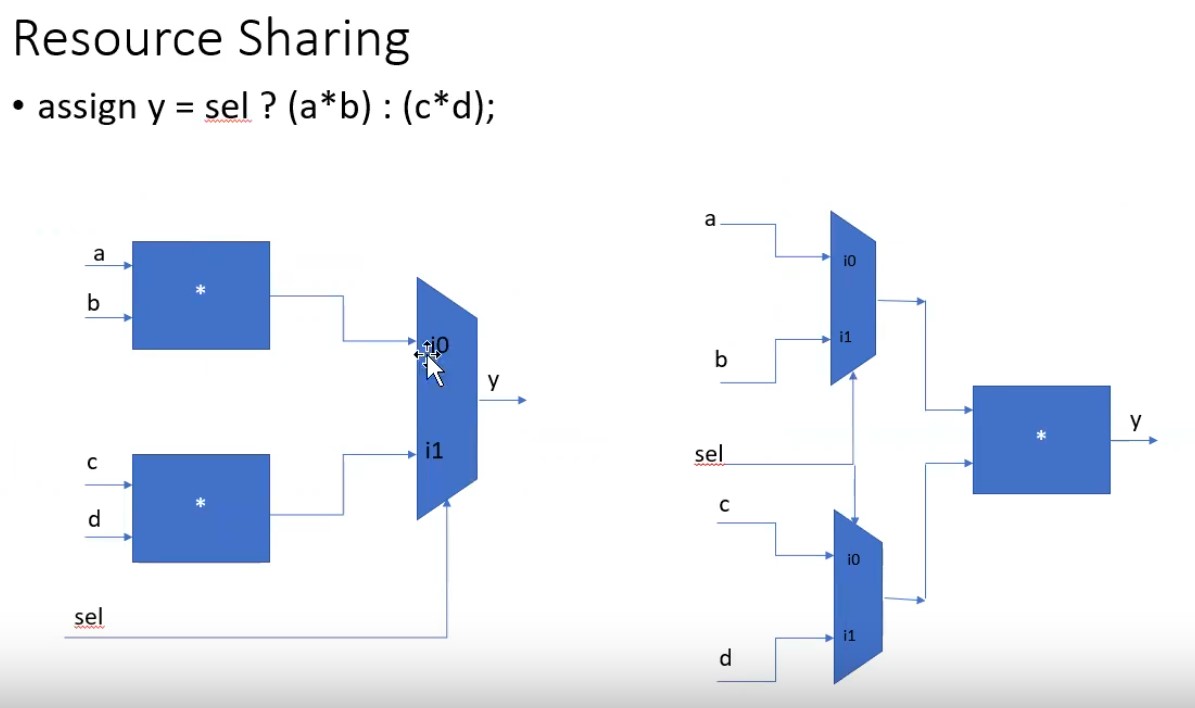 Resource Sharing
• assign y = sel ? (a*b) : (c*d);
a
b
*
i0
i1
y
c
d
*
sel
a
b
i0
i1
sel
c
d
i0
i1
*
y